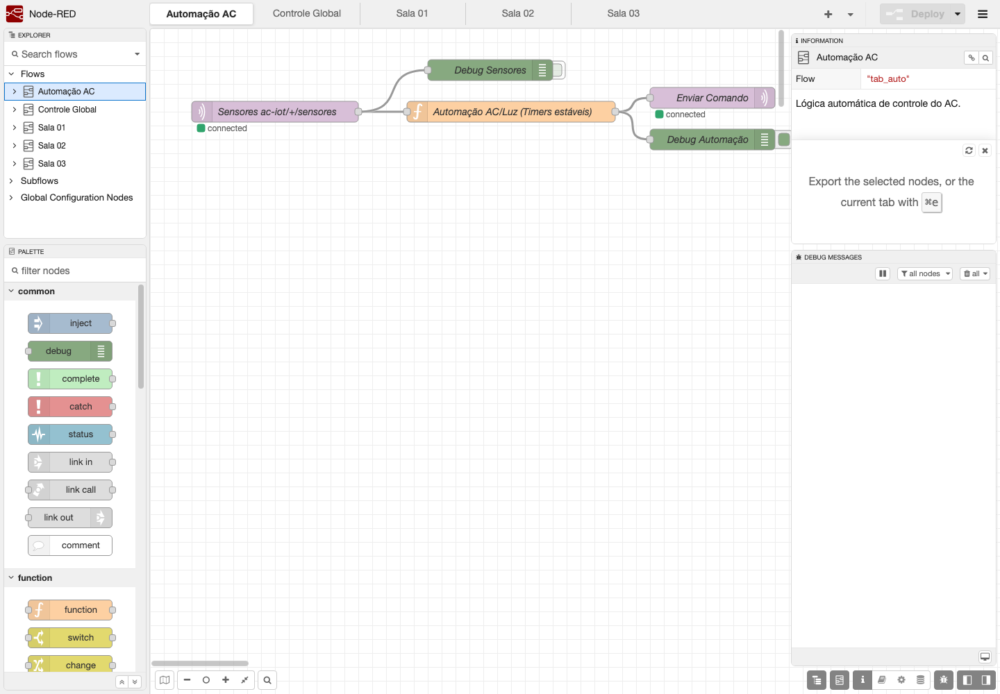 Node-RED
Automação AC
Controle Global
Sala 01
Sala 02
Sala 03
Deploy
EXPLORER
Search flows
Flows
Automação AC
Controle Global
Sala 01
Sala 02
Sala 03
Subflows
Global Configuration Nodes
PALETTE
filter nodes
common
inject
debug
complete
catch
status
link in
link call
link out
comment
function
function
switch
change
Debug Sensores
Sensores ac-iot/+/sensores
connected
Automação AC/Luz (Timers estáveis)
Enviar Comando
connected
Debug Automação
INFORMATION
Automação AC
Flow "tab_auto"
Lógica automática de controle do AC.
Export the selected nodes, or the
current tab with ⌘e
DEBUG MESSAGES
all nodes
all